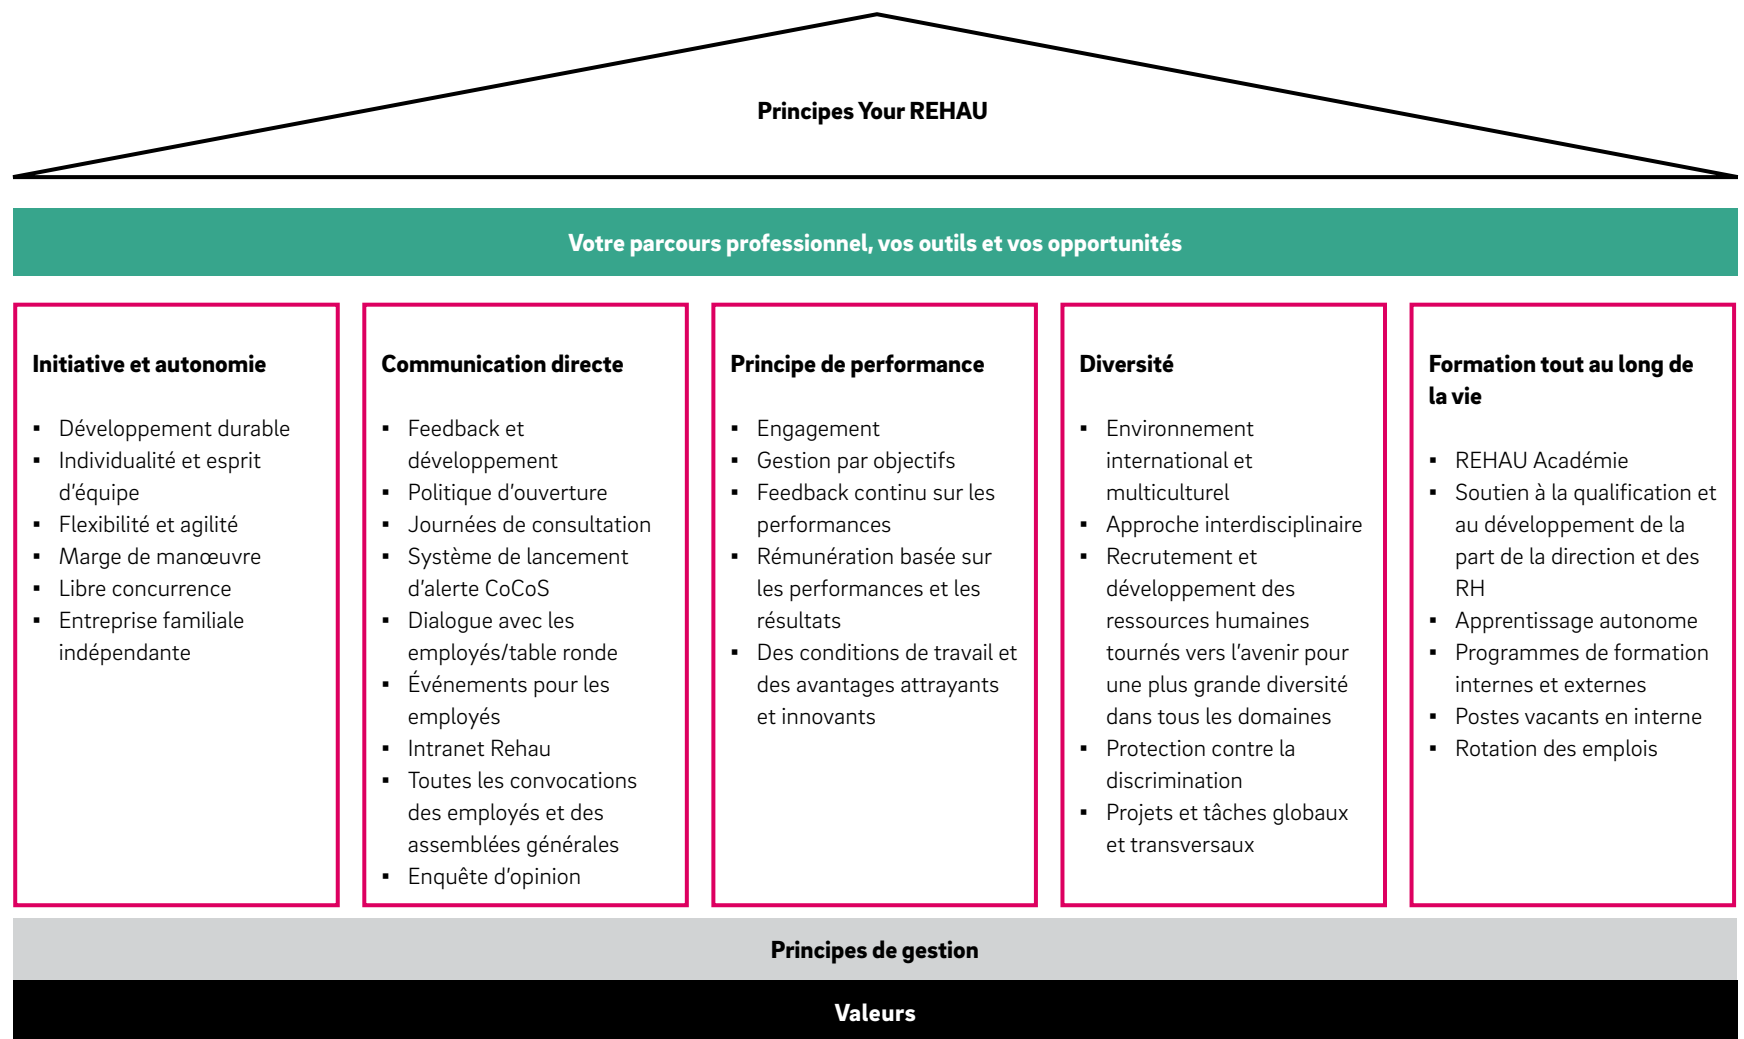 Principes Your REHAU
Votre parcours professionnel, vos outils et vos opportunités
Initiative et autonomie
▪ Développement durable
▪ Individualité et esprit
d'équipe
▪ Flexibilité et agilité
▪ Marge de manœuvre
▪ Libre concurrence
▪ Entreprise familiale
indépendante
Communication directe
▪ Feedback et
développement
▪ Politique d'ouverture
▪ Journées de consultation
▪ Système de lancement
d'alerte CoCoS
▪ Dialogue avec les
employés/table ronde
▪ Événements pour les
employés
▪ Intranet Rehau
▪ Toutes les convocations
des employés et des
assemblées générales
▪ Enquête d'opinion
Principe de performance
▪ Engagement
▪ Gestion par objectifs
▪ Feedback continu sur les
performances
▪ Rémunération basée sur
les performances et les
résultats
▪ Des conditions de travail et
des avantages attrayants
et innovants
Diversité
▪ Environnement
international et
multiculturel
▪ Approche interdisciplinaire
▪ Recrutement et
développement des
ressources humaines
tournés vers l'avenir pour
une plus grande diversité
dans tous les domaines
▪ Protection contre la
discrimination
▪ Projets et tâches globaux
et transversaux
Formation tout au long de
la vie
▪ REHAU Académie
▪ Soutien à la qualification et
au développement de la
part de la direction et des
RH
▪ Apprentissage autonome
▪ Programmes de formation
internes et externes
▪ Postes vacants en interne
▪ Rotation des emplois
Principes de gestion
Valeurs